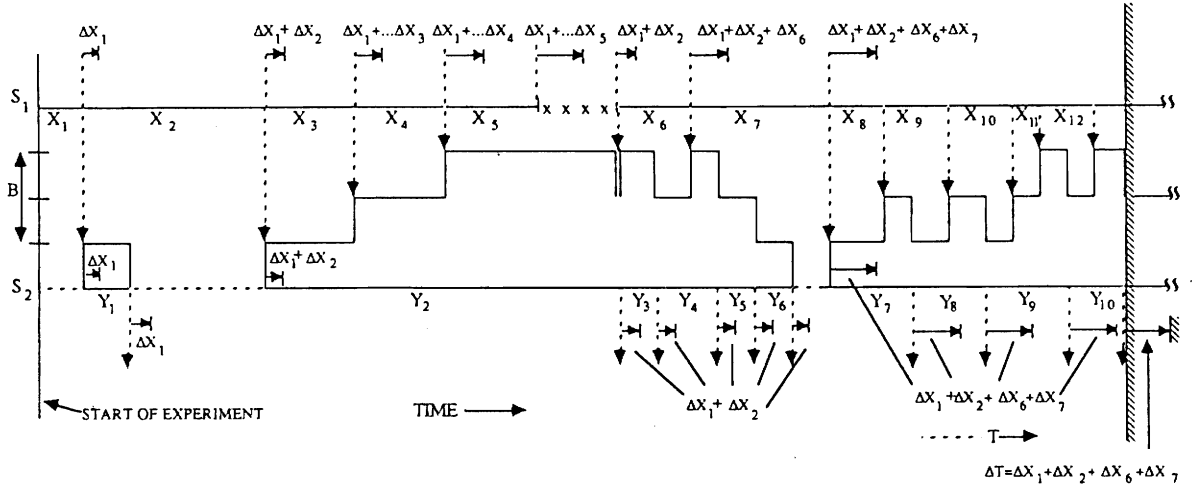 ΔX₁ ΔX₁+ ΔX₂ ΔX₁+...ΔX₃ ΔX₁+...ΔX₄ ΔX₁+...ΔX₅ ΔX₁+ ΔX₂ ΔX₁+ΔX₂+ ΔX₆ ΔX₁+ ΔX₂+ ΔX₆+ΔX₇
S₁ x x x x
X₁ X₂ X₃ X₄ X₅ X₆ X₇ X₈ X₉ X₁₀ X₁₁ X₁₂
B
ΔX₁ ΔX₁+ ΔX₂
S₂
Y₁ Y₂ Y₃ Y₄ Y₅ Y₆ Y₇ Y₈ Y₉ Y₁₀
ΔX₁
ΔX₁+ ΔX₂ ΔX₁+ΔX₂+ ΔX₆+ΔX₇
START OF EXPERIMENT TIME
T
ΔT=ΔX₁+ΔX₂+ ΔX₆+ΔX₇